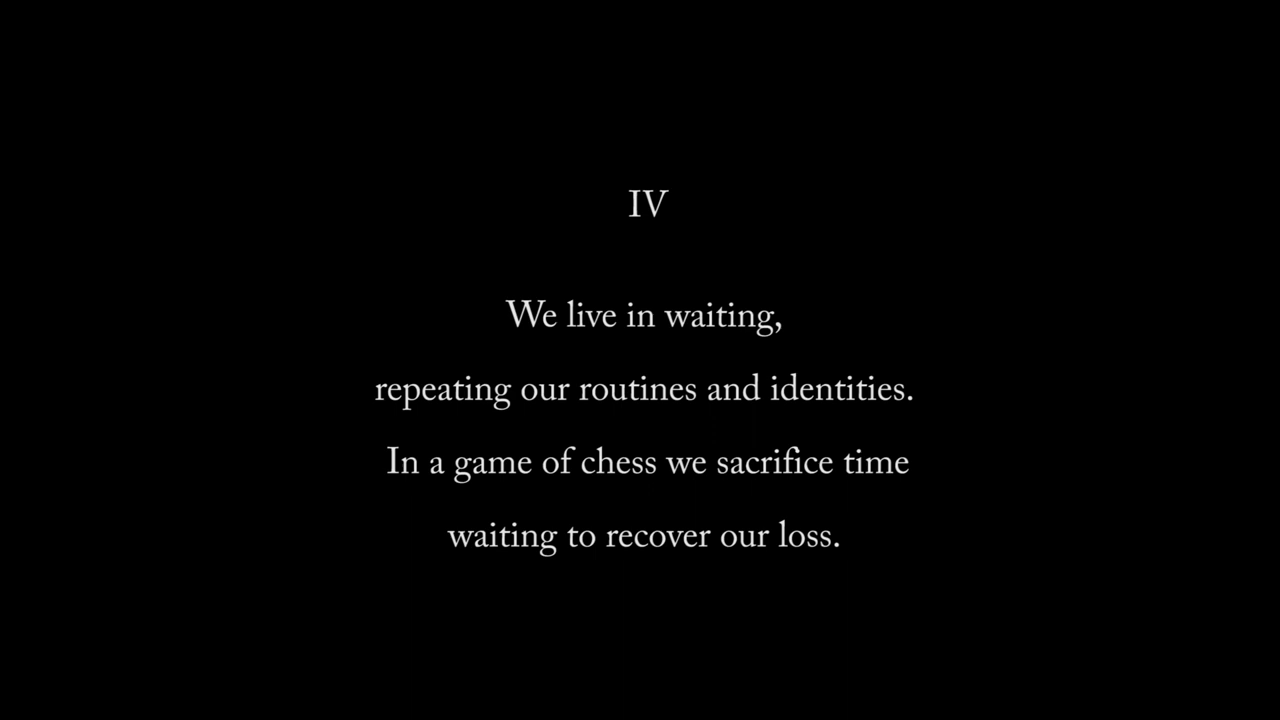 IV
We live in waiting,
repeating our routines and identities.
In a game of chess we sacrifice time
waiting to recover our loss.